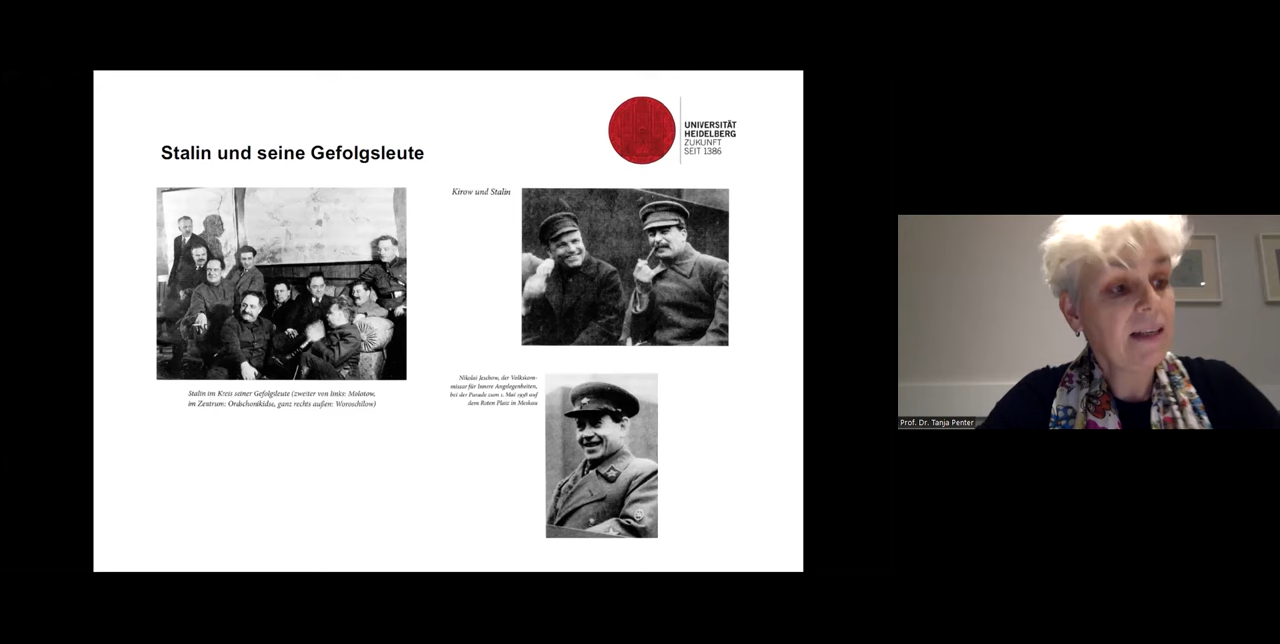 Stalin und seine Gefolgsleute
UNIVERSITÄT
HEIDELBERG
ZUKUNFT
SEIT 1386
Kirow und Stalin
Stalin im Kreis seiner Gefolgsleute (zweiter von links: Molotow,
im Zentrum: Ordschonikidse, ganz rechts außen: Woroschilow)
Nikolai Jeschow, der Volkskom-
missar für Innere Angelegenheiten,
bei der Parade zum 1. Mai 1938 auf
dem Roten Platz in Moskau
Prof. Dr. Tanja Penter